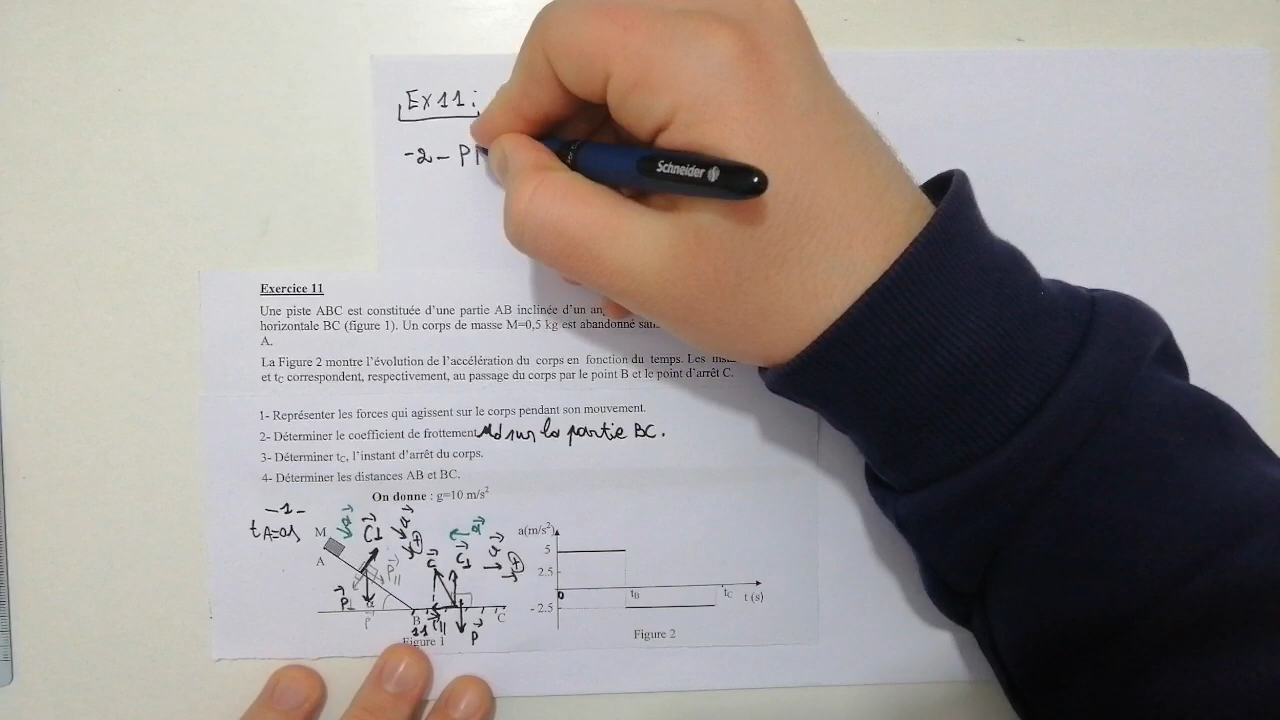 Ex 11:
-2- PF
Schneider
Exercice 11
Une piste ABC est constituée d'une partie AB inclinée d'un
horizontale BC (figure 1). Un corps de masse M=0,5 kg est abandonné
A.
La Figure 2 montre l'évolution de l'accélération du corps en fonction du temps. Les
et tC correspondent, respectivement, au passage du corps par le point B et le point d'arrêt C.
1- Représenter les forces qui agissent sur le corps pendant son mouvement.
2- Déterminer le coefficient de frottement μd sur la partie BC.
3- Déterminer tC, l'instant d'arrêt du corps.
4- Déterminer les distances AB et BC.
On donne : g=10 m/s²
-1-
tA=0s
M
A
P⊥
α
P
P//
C⊥
B
C
Figure 1
a(m/s²)
5
2.5
0
- 2.5
tB
tC
t (s)
Figure 2